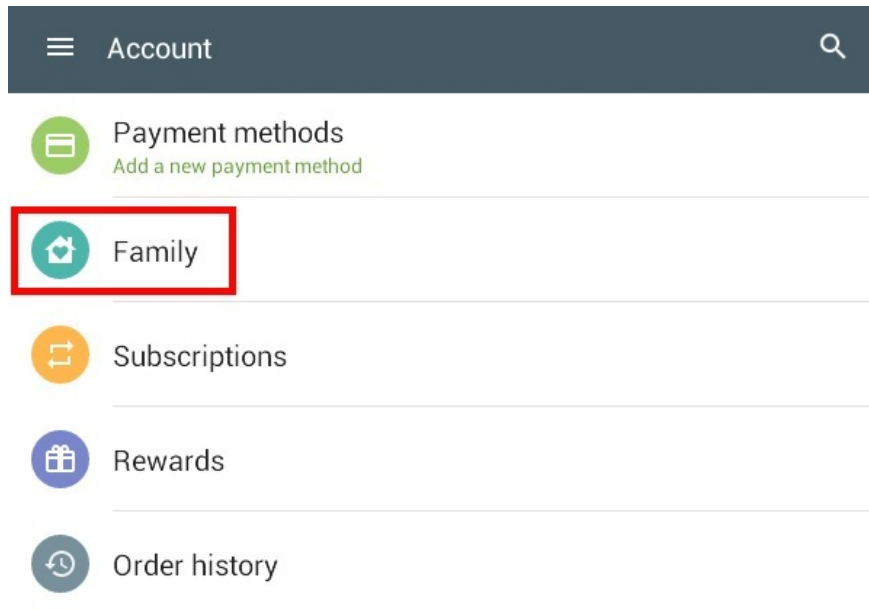 Account
Payment methods
Add a new payment method
Family
Subscriptions
Rewards
Order history